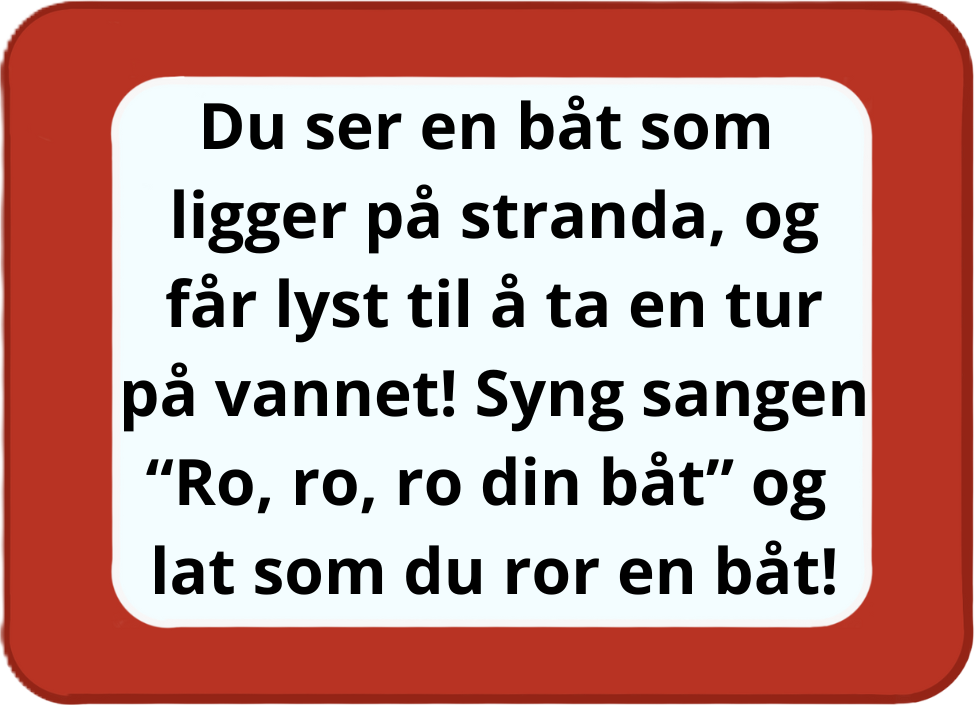 Du ser en båt som
ligger på stranda, og
får lyst til å ta en tur
på vannet! Syng sangen
“Ro, ro, ro din båt” og
lat som du ror en båt!